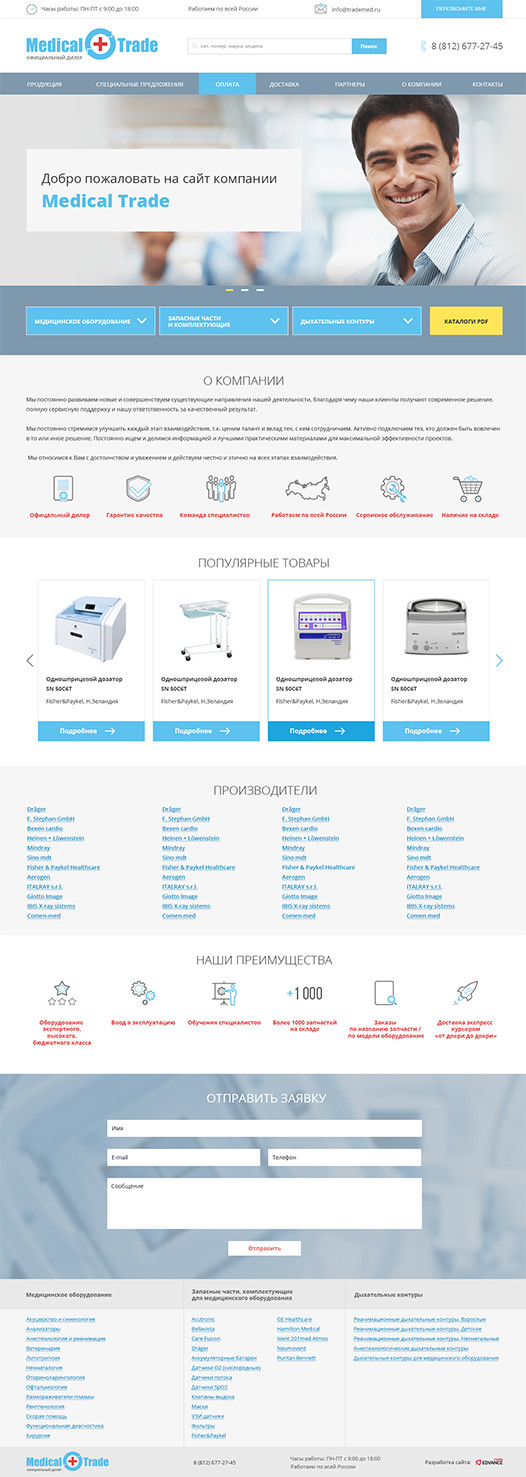 Часы работы: ПН-ПТ с 9:00 до 18:00
Работаем по всей России
info@trademed.ru
ПЕРЕЗВОНИТЕ МНЕ
Medical Trade
ОФИЦИАЛЬНЫЙ ДИЛЕР
кат. номер, марка, модель
Поиск
8 (812) 677-27-45
ПРОДУКЦИЯ
СПЕЦИАЛЬНЫЕ ПРЕДЛОЖЕНИЯ
ОПЛАТА
ДОСТАВКА
ПАРТНЕРЫ
О КОМПАНИИ
КОНТАКТЫ
Добро пожаловать на сайт компании
Medical Trade
МЕДИЦИНСКОЕ ОБОРУДОВАНИЕ
ЗАПАСНЫЕ ЧАСТИ
И КОМПЛЕКТУЮЩИЕ
ДЫХАТЕЛЬНЫЕ КОНТУРЫ
КАТАЛОГИ PDF
О КОМПАНИИ
Мы постоянно развиваем новые и совершенствуем существующие направления нашей деятельности, благодаря чему наши клиенты получают современное решение,
полную сервисную поддержку и нашу ответственность за качественный результат.
Мы постоянно стремимся улучшить каждый этап взаимодействия, т.к. ценим талант и вклад тех, с кем сотрудничаем. Активно подключаем тех, кто должен быть вовлечен
в то или иное решение. Постоянно ищем и делимся информацией и лучшими практическими материалами для максимальной эффективности проектов.
Мы относимся к Вам с достоинством и уважением и действуем честно и этично на всех этапах взаимодействия.
Официальный дилер
Гарантия качества
Команда специалистов
Работаем по всей России
Сервисное обслуживание
Наличие на складе
ПОПУЛЯРНЫЕ ТОВАРЫ
Одношприцевой дозатор
SN 50C6T
Fisher&Paykel, Н.Зеландия
Подробнее
Одношприцевой дозатор
SN 50C6T
Fisher&Paykel, Н.Зеландия
Подробнее
Одношприцевой дозатор
SN 50C6T
Fisher&Paykel, Н.Зеландия
Подробнее
Одношприцевой дозатор
SN 50C6T
Fisher&Paykel, Н.Зеландия
Подробнее
ПРОИЗВОДИТЕЛИ
Dräger
F. Stephan GmbH
Bexen cardio
Heinen + Löwenstein
Mindray
Sino mdt
Fisher & Paykel Healthcare
Aerogen
ITALRAY s.r.l.
Giotto Image
IBIS X-ray sistems
Comen-med
Dräger
F. Stephan GmbH
Bexen cardio
Heinen + Löwenstein
Mindray
Sino mdt
Fisher & Paykel Healthcare
Aerogen
ITALRAY s.r.l.
Giotto Image
IBIS X-ray sistems
Comen-med
Dräger
F. Stephan GmbH
Bexen cardio
Heinen + Löwenstein
Mindray
Sino mdt
Fisher & Paykel Healthcare
Aerogen
ITALRAY s.r.l.
Giotto Image
IBIS X-ray sistems
Comen-med
Dräger
F. Stephan GmbH
Bexen cardio
Heinen + Löwenstein
Mindray
Sino mdt
Fisher & Paykel Healthcare
Aerogen
ITALRAY s.r.l.
Giotto Image
IBIS X-ray sistems
Comen-med
НАШИ ПРЕИМУЩЕСТВА
Оборудование
экспертного,
высокого,
бюджетного класса
Ввод в эксплуатацию
Обучения специалистов
+1 000
Более 1000 запчастей
на складе
Заказы
по названию запчасти /
по модели оборудования
Доставка экспресс
курьером
«от двери до двери»
ОТПРАВИТЬ ЗАЯВКУ
Имя
E-mail
Телефон
Сообщение
Отправить
Медицинское оборудование
Акушерство и гинекология
Анализаторы
Анестезиология и реанимация
Ветеринария
Литотрипсия
Неонаталогия
Оториноларингология
Офтальмология
Размораживатели плазмы
Рентгенология
Скорая помощь
Функциональная диагностика
Хирургия
Запасные части, комплектующие
для медицинского оборудования
Acutronic
Bellavista
Care Fusion
Dräger
Аккумуляторные батареи
Датчики О2 (кислородные)
Датчики потока
Датчики SpO2
Клапаны выдоха
Маски
УЗИ датчики
Фильтры
Fisher&Paykel
GE Healthcare
Hamilton Medical
iVent 201med Atmos
Neumovent
Puritan Bennett
Дыхательные контуры
Реанимационные дыхательные контуры. Взрослые
Реанимационные дыхательные контуры. Детские
Реанимационные дыхательные контуры. Неонатальные
Анестезиологические дыхательные контуры
Дыхательные контуры для медицинского оборудования
Medical Trade
ОФИЦИАЛЬНЫЙ ДИЛЕР
8 (812) 677-27-45
Часы работы: ПН-ПТ с 9:00 до 18:00
Работаем по всей России
Разработка сайта:
EDVANCE